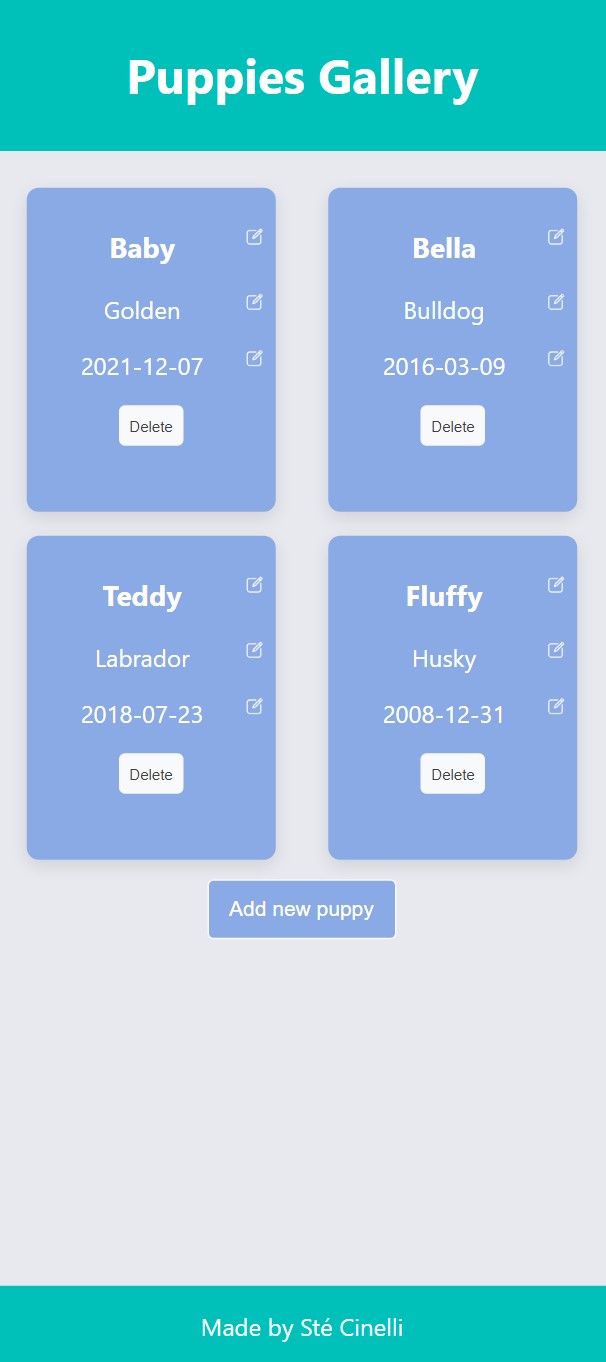 Puppies Gallery
Baby
Golden
2021-12-07
Delete
Bella
Bulldog
2016-03-09
Delete
Teddy
Labrador
2018-07-23
Delete
Fluffy
Husky
2008-12-31
Delete
Add new puppy
Made by Sté Cinelli